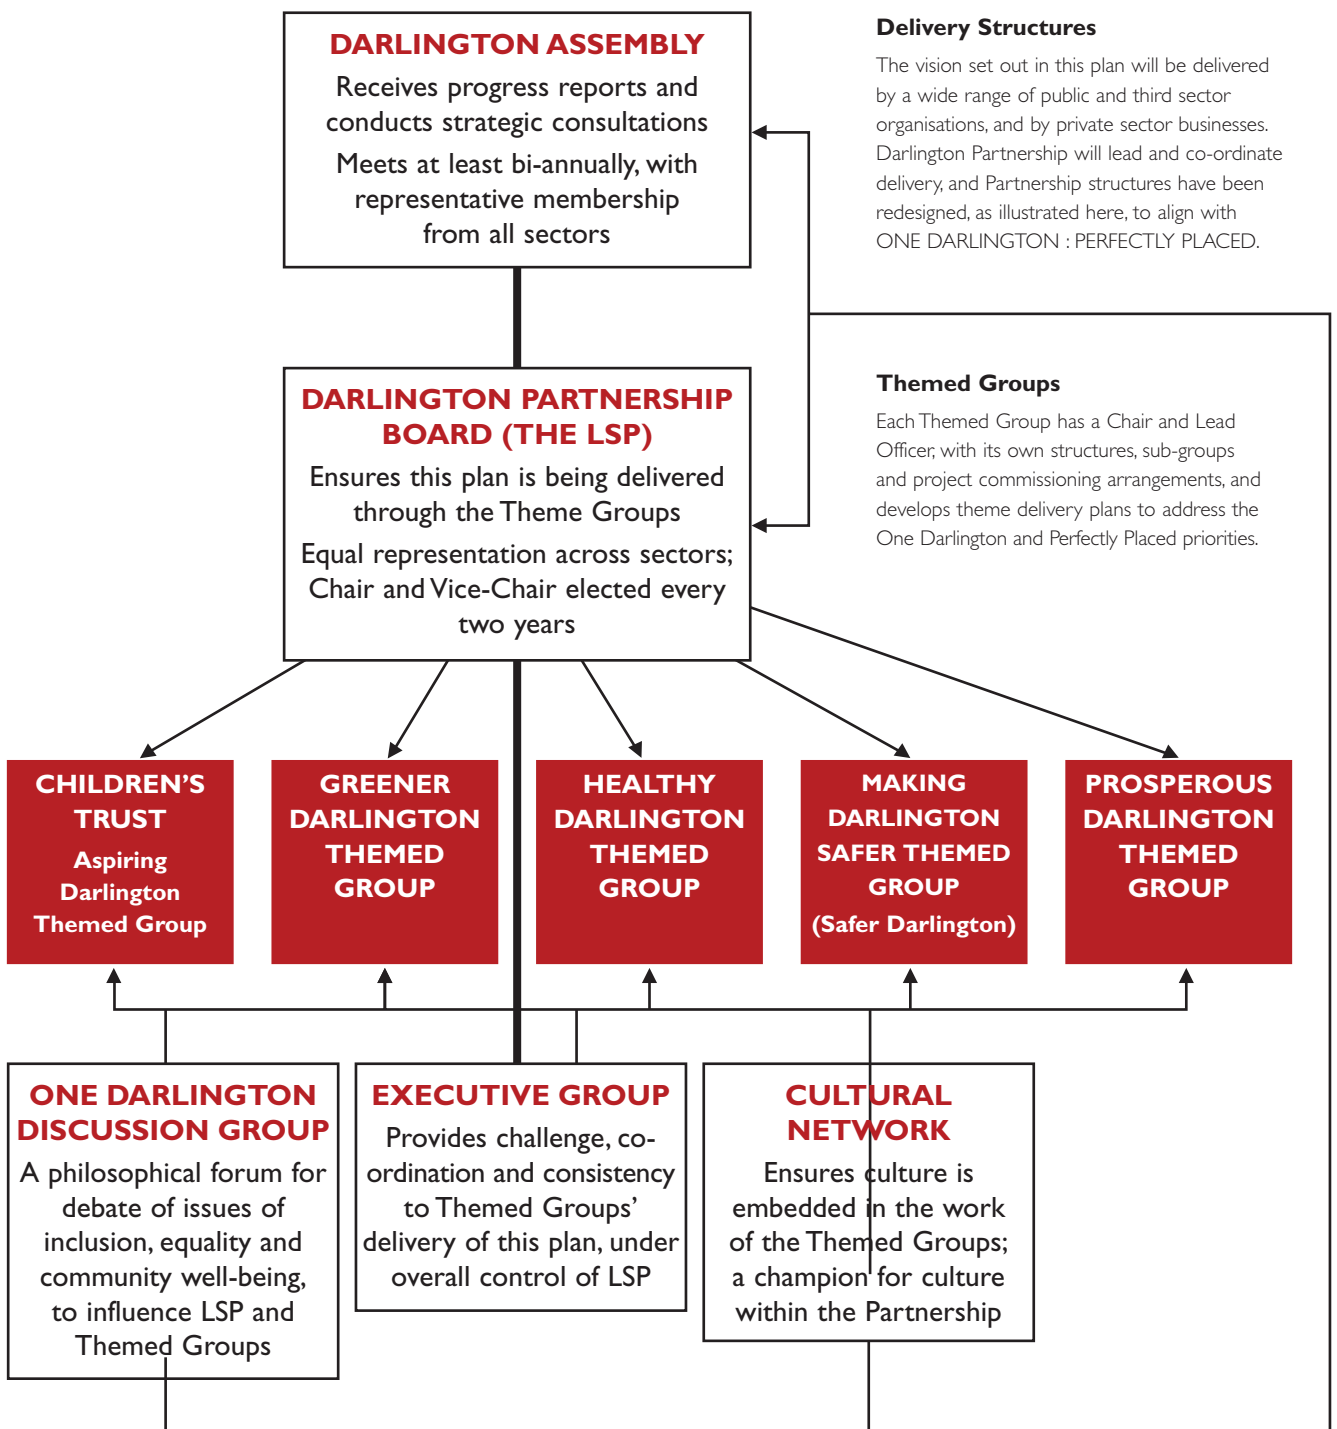 DARLINGTON ASSEMBLY
Receives progress reports and
conducts strategic consultations
Meets at least bi-annually, with
representative membership
from all sectors
Delivery Structures
The vision set out in this plan will be delivered
by a wide range of public and third sector
organisations, and by private sector businesses.
Darlington Partnership will lead and co-ordinate
delivery, and Partnership structures have been
redesigned, as illustrated here, to align with
ONE DARLINGTON : PERFECTLY PLACED.
DARLINGTON PARTNERSHIP
BOARD (THE LSP)
Ensures this plan is being delivered
through the Theme Groups
Equal representation across sectors;
Chair and Vice-Chair elected every
two years
Themed Groups
Each Themed Group has a Chair and Lead
Officer, with its own structures, sub-groups
and project commissioning arrangements, and
develops theme delivery plans to address the
One Darlington and Perfectly Placed priorities.
CHILDREN'S
TRUST
Aspiring
Darlington
Themed Group
GREENER
DARLINGTON
THEMED
GROUP
HEALTHY
DARLINGTON
THEMED
GROUP
MAKING
DARLINGTON
SAFER THEMED
GROUP
(Safer Darlington)
PROSPEROUS
DARLINGTON
THEMED
GROUP
ONE DARLINGTON
DISCUSSION GROUP
A philosophical forum for
debate of issues of
inclusion, equality and
community well-being,
to influence LSP and
Themed Groups
EXECUTIVE GROUP
Provides challenge, co-
ordination and consistency
to Themed Groups'
delivery of this plan, under
overall control of LSP
CULTURAL
NETWORK
Ensures culture is
embedded in the work
of the Themed Groups;
a champion for culture
within the Partnership